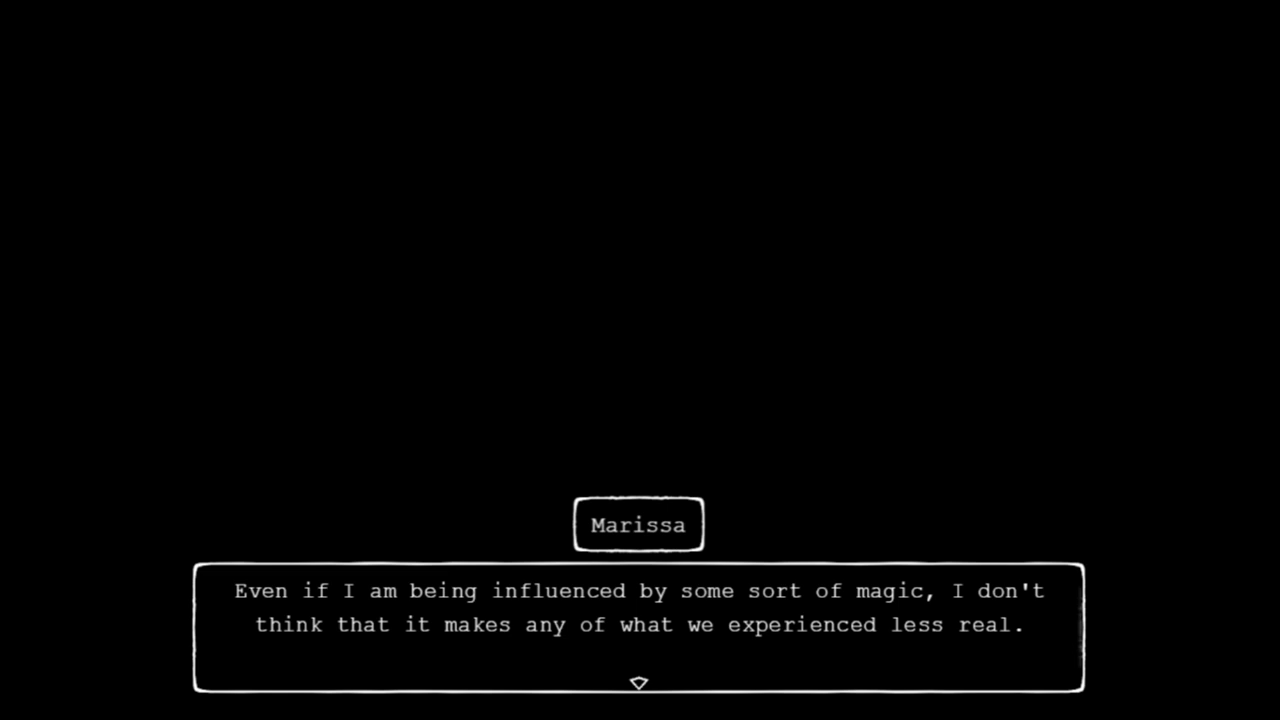 Marissa
Even if I am being influenced by some sort of magic, I don't
think that it makes any of what we experienced less real.